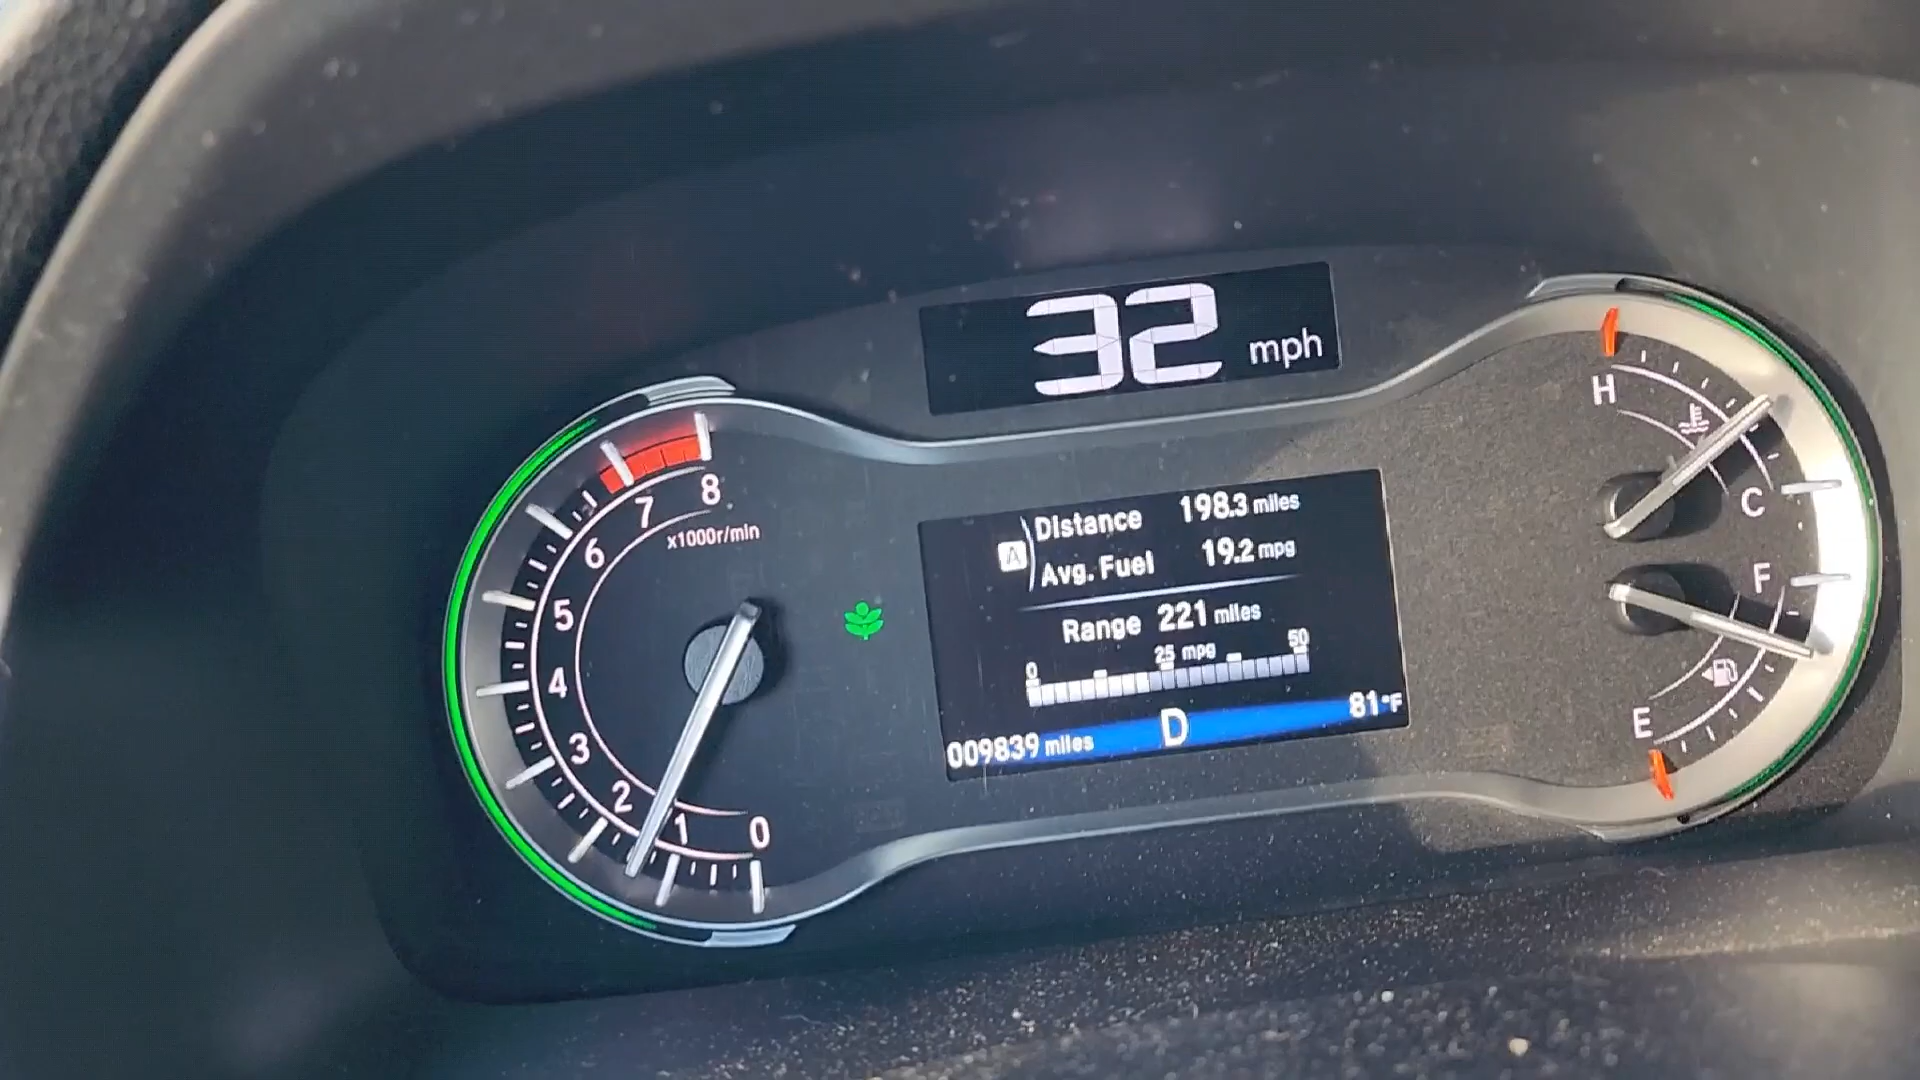 32 mph
8
7
6
5
4
3
2
1
0
x1000r/min
A
Distance 198.3 miles
Avg. Fuel 19.2 mpg
Range 221 miles
0 25 mpg 50
009839 miles D 81°F
H
C
F
E